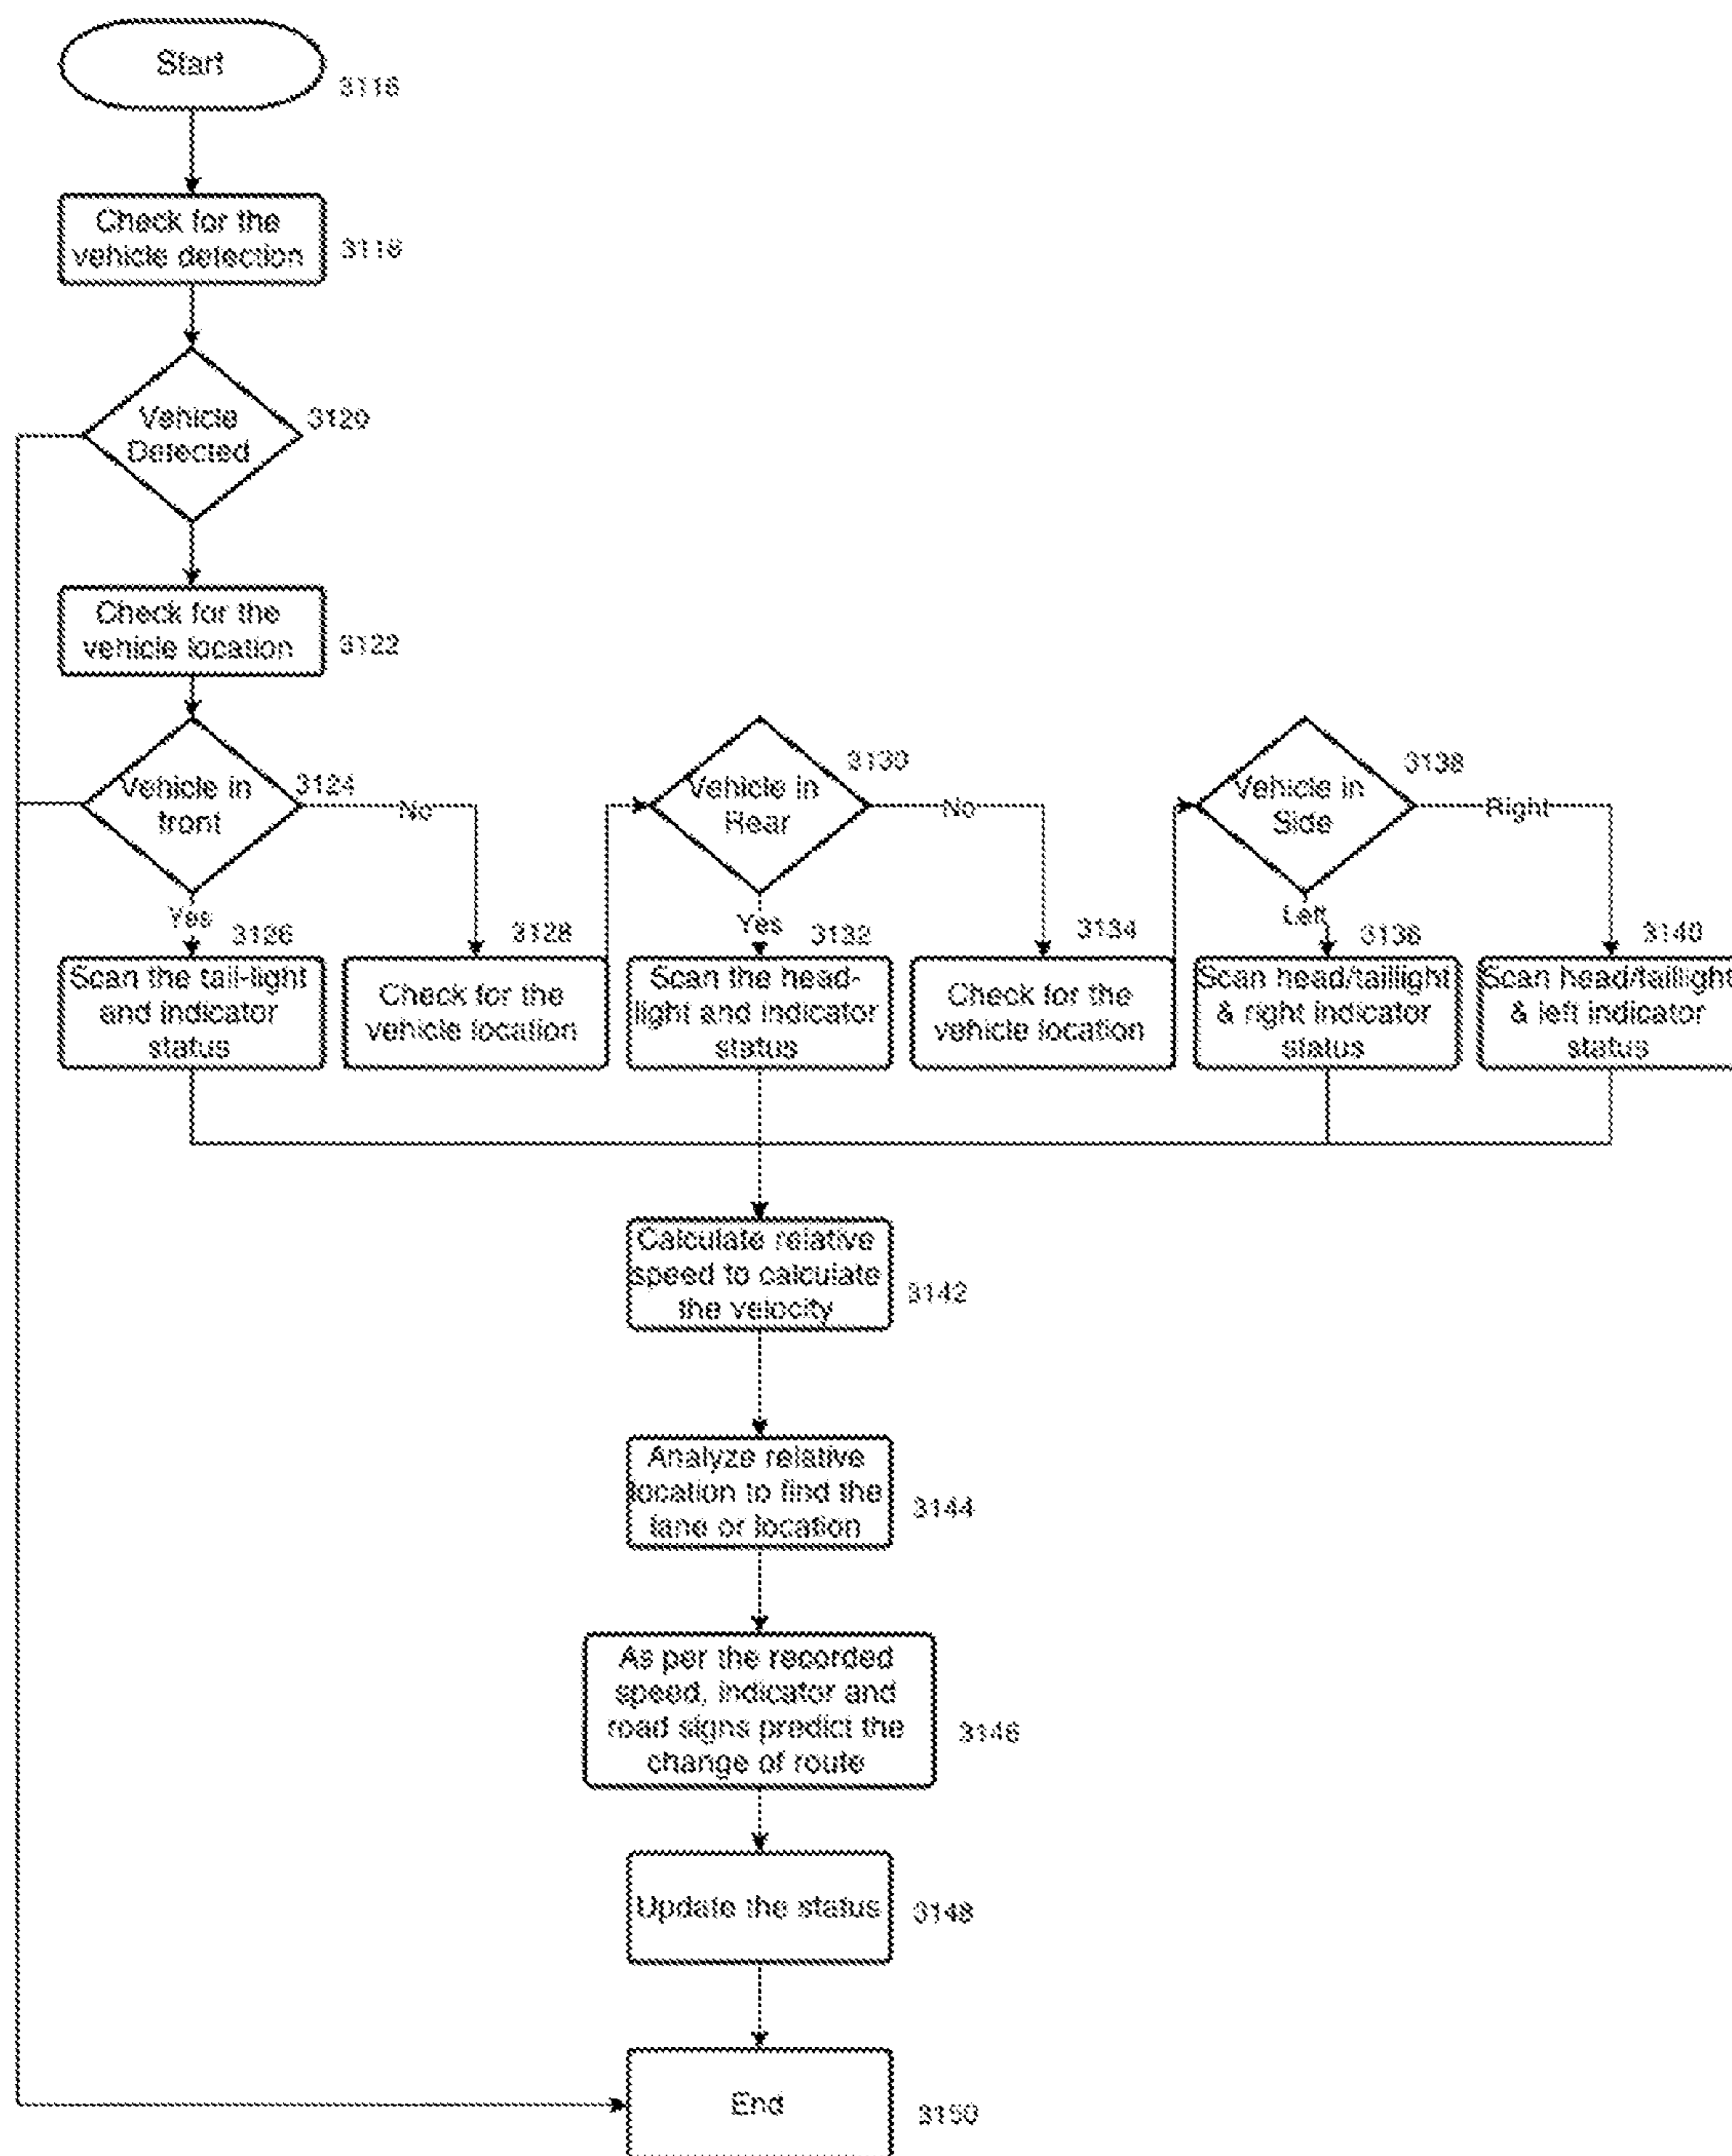 Start
3116
Check for the
vehicle detection
3118
Vehicle
Detected
3120
Check for the
vehicle location
3122
Vehicle in
front
3124
No
Yes
Vehicle in
Rear
3130
No
Yes
Vehicle in
Side
3138
Right
Left
3126
Scan the tail-light
and indicator
status
3128
Check for the
vehicle location
3132
Scan the head-
light and indicator
status
3134
Check for the
vehicle location
3136
Scan head/taillight
& right indicator
status
3140
Scan head/taillight
& left indicator
status
Calculate relative
speed to calculate
the velocity
3142
Analyze relative
location to find the
lane or location
3144
As per the recorded
speed, indicator and
road signs predict the
change of route
3146
Update the status
3148
End
3150